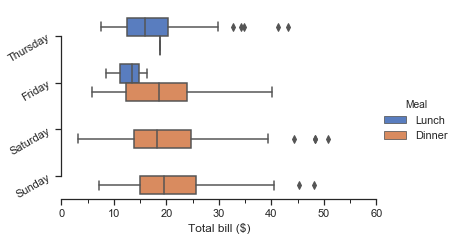 Thursday
Friday
Saturday
Sunday
0 10 20 30 40 50 60
Total bill ($)
Meal
Lunch
Dinner